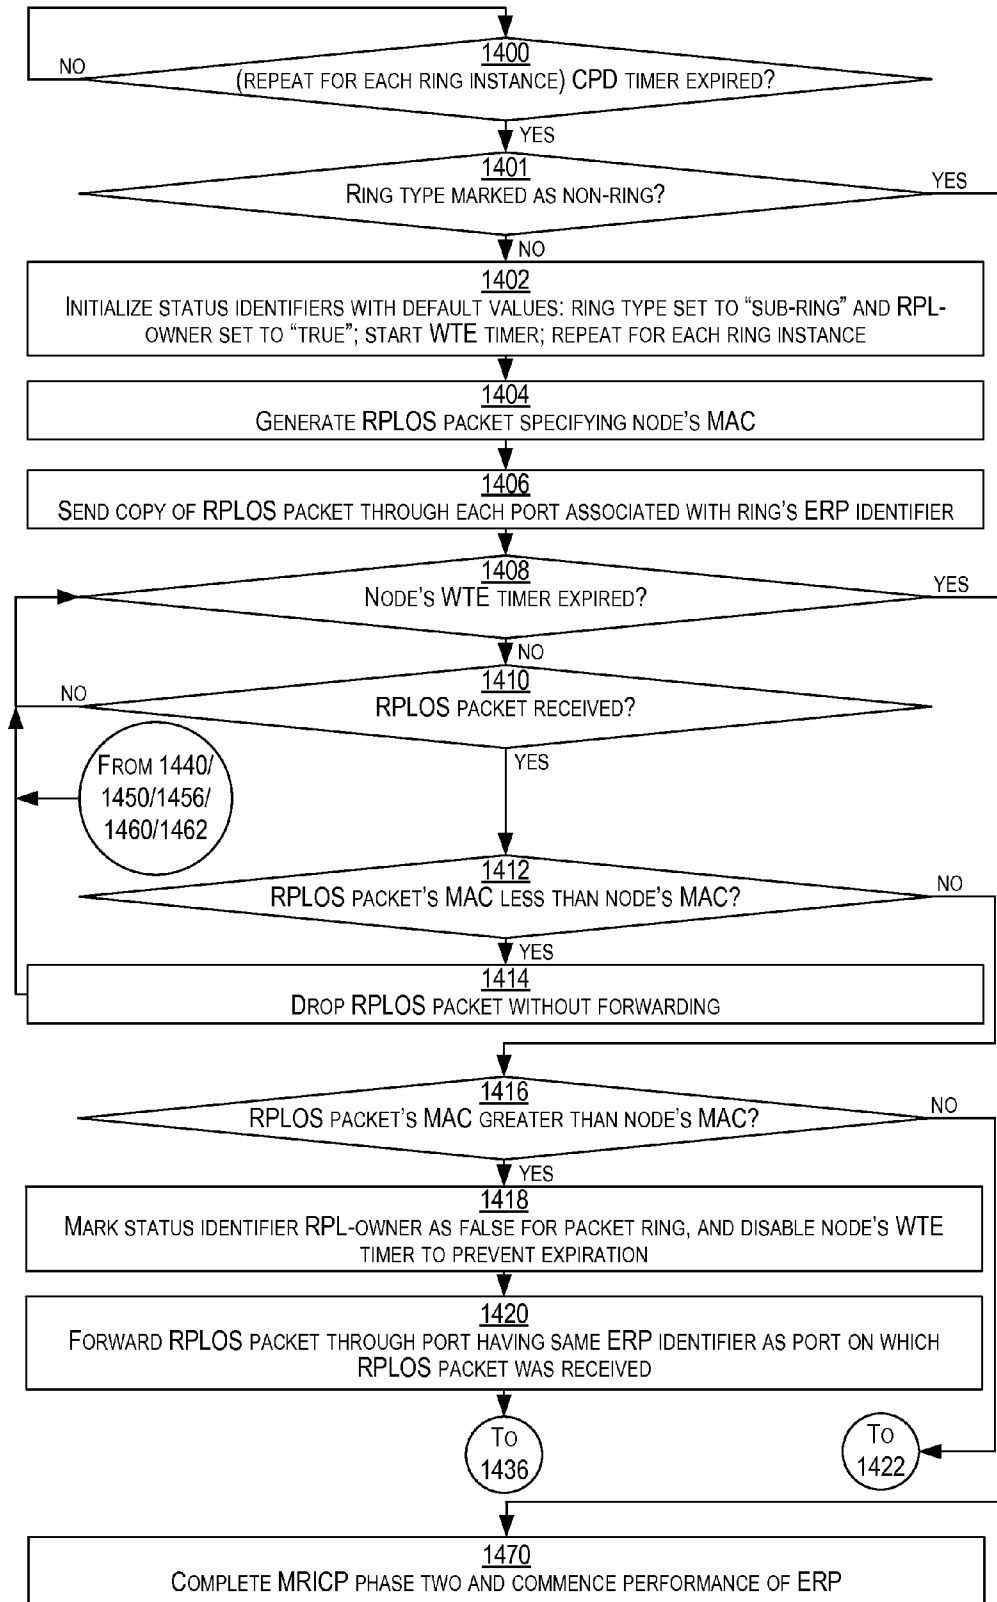 1400
(REPEAT FOR EACH RING INSTANCE) CPD TIMER EXPIRED?
NO
YES
1401
RING TYPE MARKED AS NON-RING?
YES
NO
1402
INITIALIZE STATUS IDENTIFIERS WITH DEFAULT VALUES: RING TYPE SET TO “SUB-RING” AND RPL-
OWNER SET TO “TRUE”; START WTE TIMER; REPEAT FOR EACH RING INSTANCE
1404
GENERATE RPLOS PACKET SPECIFYING NODE'S MAC
1406
SEND COPY OF RPLOS PACKET THROUGH EACH PORT ASSOCIATED WITH RING'S ERP IDENTIFIER
1408
NODE'S WTE TIMER EXPIRED?
YES
NO
1410
RPLOS PACKET RECEIVED?
NO
YES
FROM 1440/
1450/1456/
1460/1462
1412
RPLOS PACKET'S MAC LESS THAN NODE'S MAC?
NO
YES
1414
DROP RPLOS PACKET WITHOUT FORWARDING
1416
RPLOS PACKET'S MAC GREATER THAN NODE'S MAC?
NO
YES
1418
MARK STATUS IDENTIFIER RPL-OWNER AS FALSE FOR PACKET RING, AND DISABLE NODE'S WTE
TIMER TO PREVENT EXPIRATION
1420
FORWARD RPLOS PACKET THROUGH PORT HAVING SAME ERP IDENTIFIER AS PORT ON WHICH
RPLOS PACKET WAS RECEIVED
TO
1436
TO
1422
1470
COMPLETE MRICP PHASE TWO AND COMMENCE PERFORMANCE OF ERP